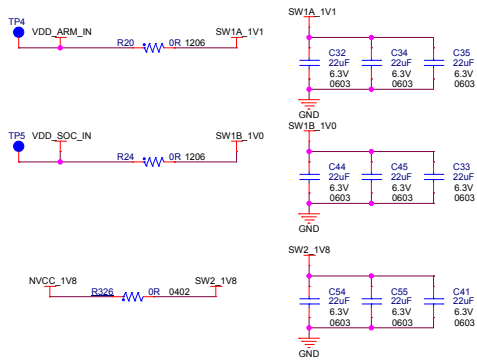 TP4
VDD_ARM_IN
R20 0R 1206
SW1A_1V1
SW1A_1V1
C32 C34 C35
22uF 22uF 22uF
6.3V 6.3V 6.3V
0603 0603 0603
GND
TP5
VDD_SOC_IN
R24 0R 1206
SW1B_1V0
SW1B_1V0
C44 C45 C33
22uF 22uF 22uF
6.3V 6.3V 6.3V
0603 0603 0603
GND
NVCC_1V8
R326 0R 0402
SW2_1V8
SW2_1V8
C54 C55 C41
22uF 22uF 22uF
6.3V 6.3V 6.3V
0603 0603 0603
GND